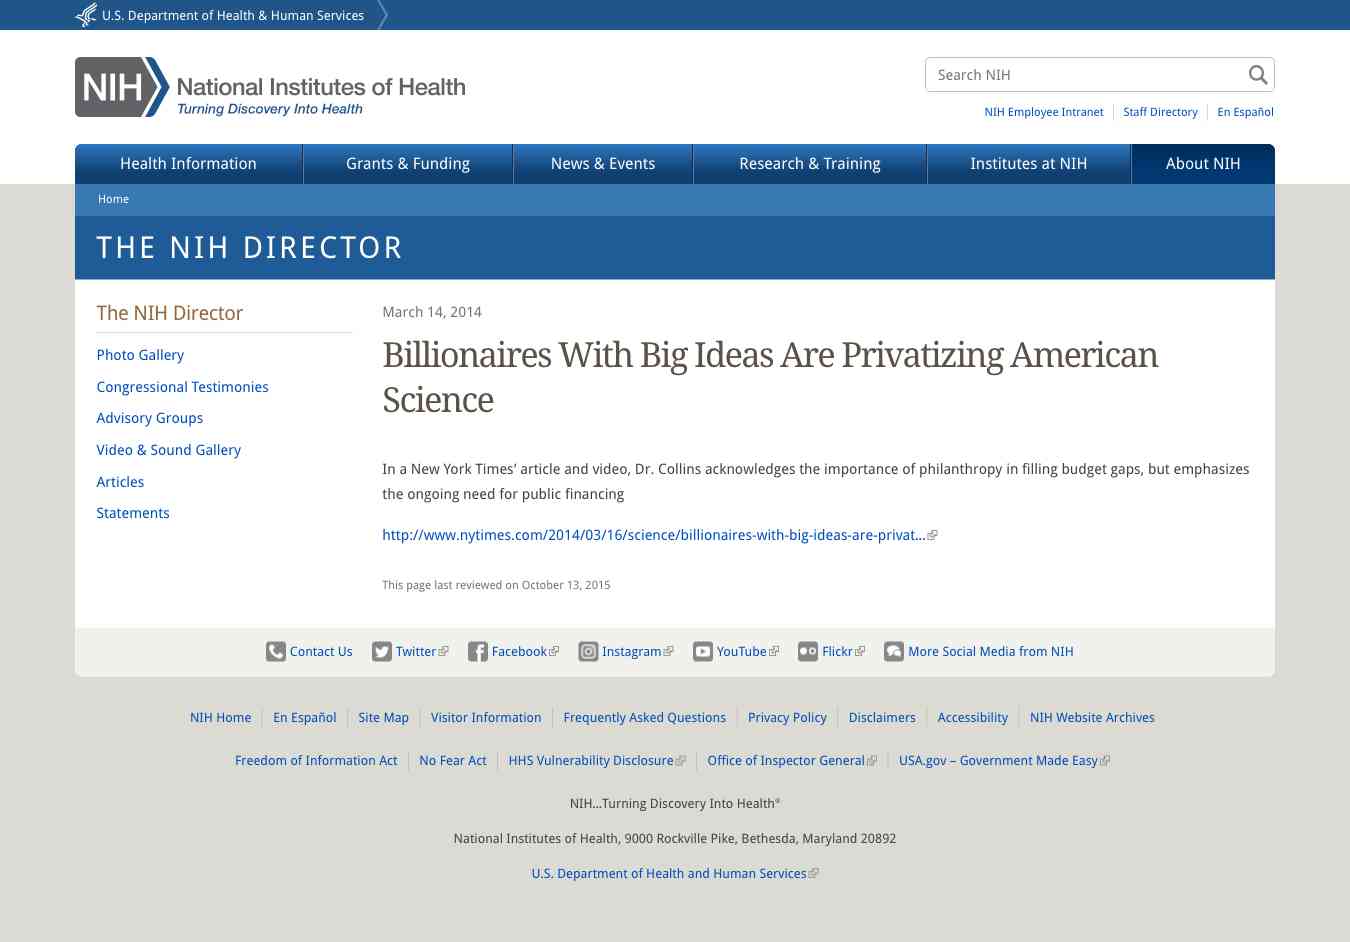 U.S. Department of Health & Human Services
NIH National Institutes of Health
Turning Discovery Into Health
Search NIH
NIH Employee Intranet
Staff Directory
En Español
Health Information
Grants & Funding
News & Events
Research & Training
Institutes at NIH
About NIH
Home
THE NIH DIRECTOR
The NIH Director
Photo Gallery
Congressional Testimonies
Advisory Groups
Video & Sound Gallery
Articles
Statements
March 14, 2014
Billionaires With Big Ideas Are Privatizing American
Science
In a New York Times’ article and video, Dr. Collins acknowledges the importance of philanthropy in filling budget gaps, but emphasizes
the ongoing need for public financing
http://www.nytimes.com/2014/03/16/science/billionaires-with-big-ideas-are-privat...
This page last reviewed on October 13, 2015
Contact Us
Twitter
Facebook
Instagram
YouTube
Flickr
More Social Media from NIH
NIH Home
En Español
Site Map
Visitor Information
Frequently Asked Questions
Privacy Policy
Disclaimers
Accessibility
NIH Website Archives
Freedom of Information Act
No Fear Act
HHS Vulnerability Disclosure
Office of Inspector General
USA.gov – Government Made Easy
NIH…Turning Discovery Into Health®
National Institutes of Health, 9000 Rockville Pike, Bethesda, Maryland 20892
U.S. Department of Health and Human Services